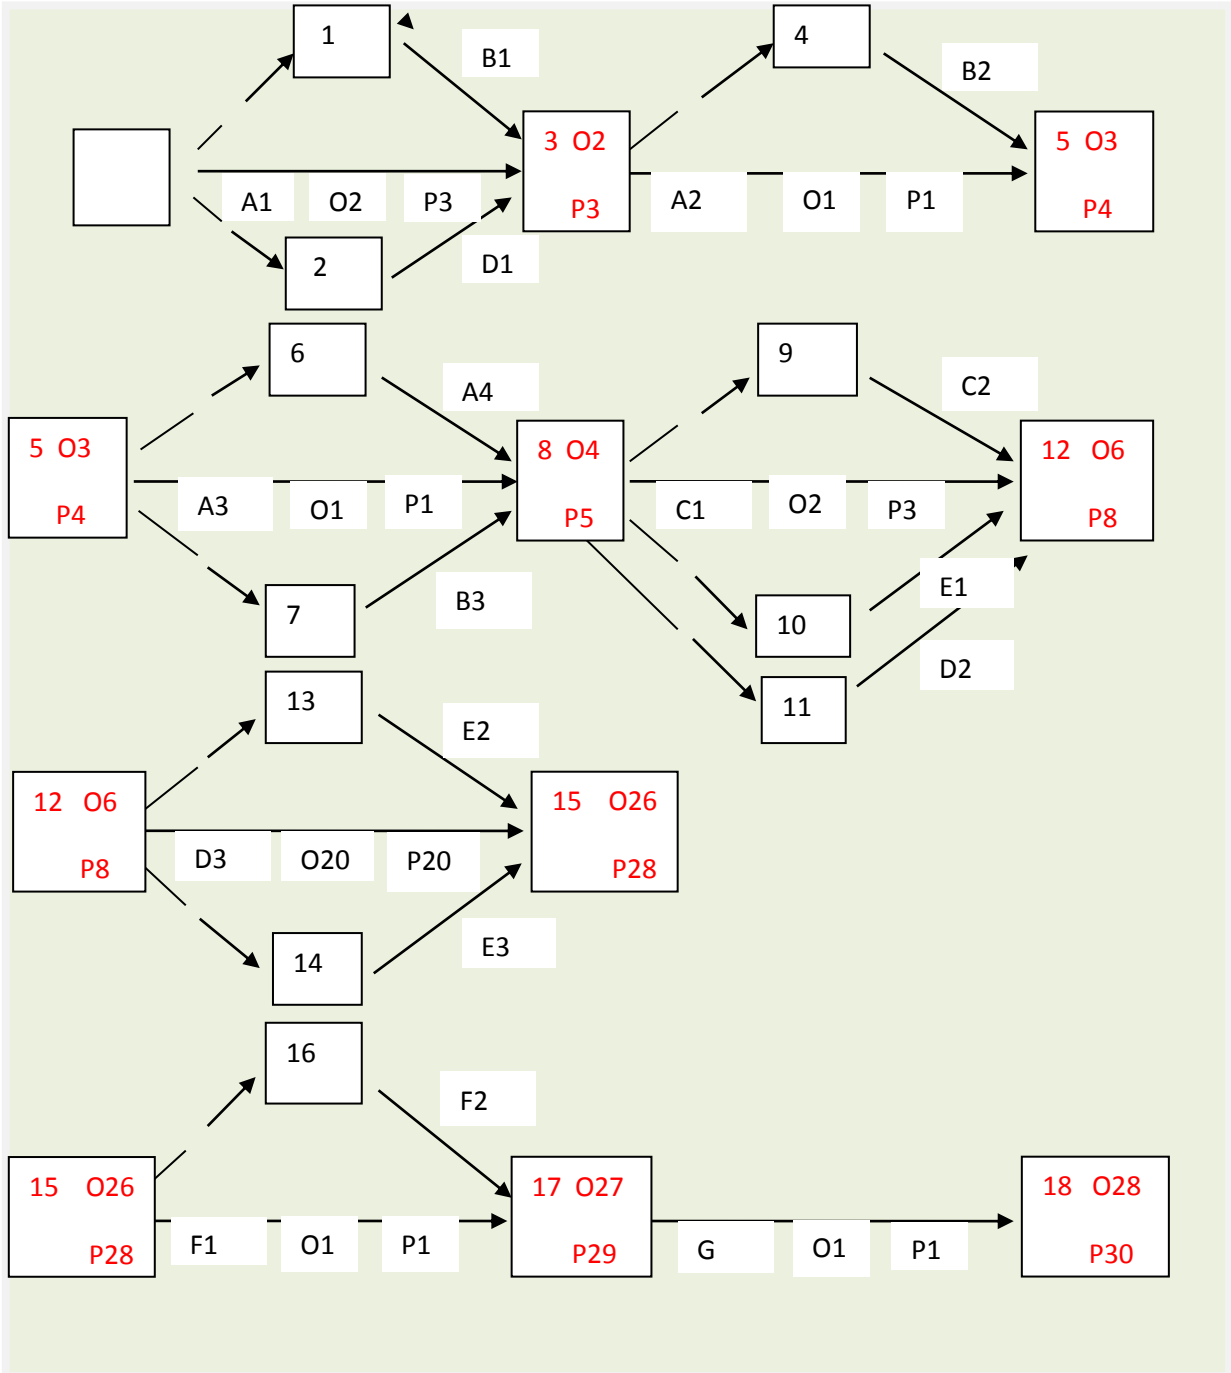 1
4
B1
B2
3 O2
P3
5 O3
P4
A1 O2 P3
A2 O1 P1
D1
2
6
9
A4
C2
5 O3
P4
8 O4
P5
12 O6
P8
A3 O1 P1
C1 O2 P3
E1
7
B3
10
D2
11
13
E2
12 O6
P8
15 O26
P28
D3 O20 P20
E3
14
16
F2
15 O26
P28
17 O27
P29
18 O28
P30
F1 O1 P1
G O1 P1